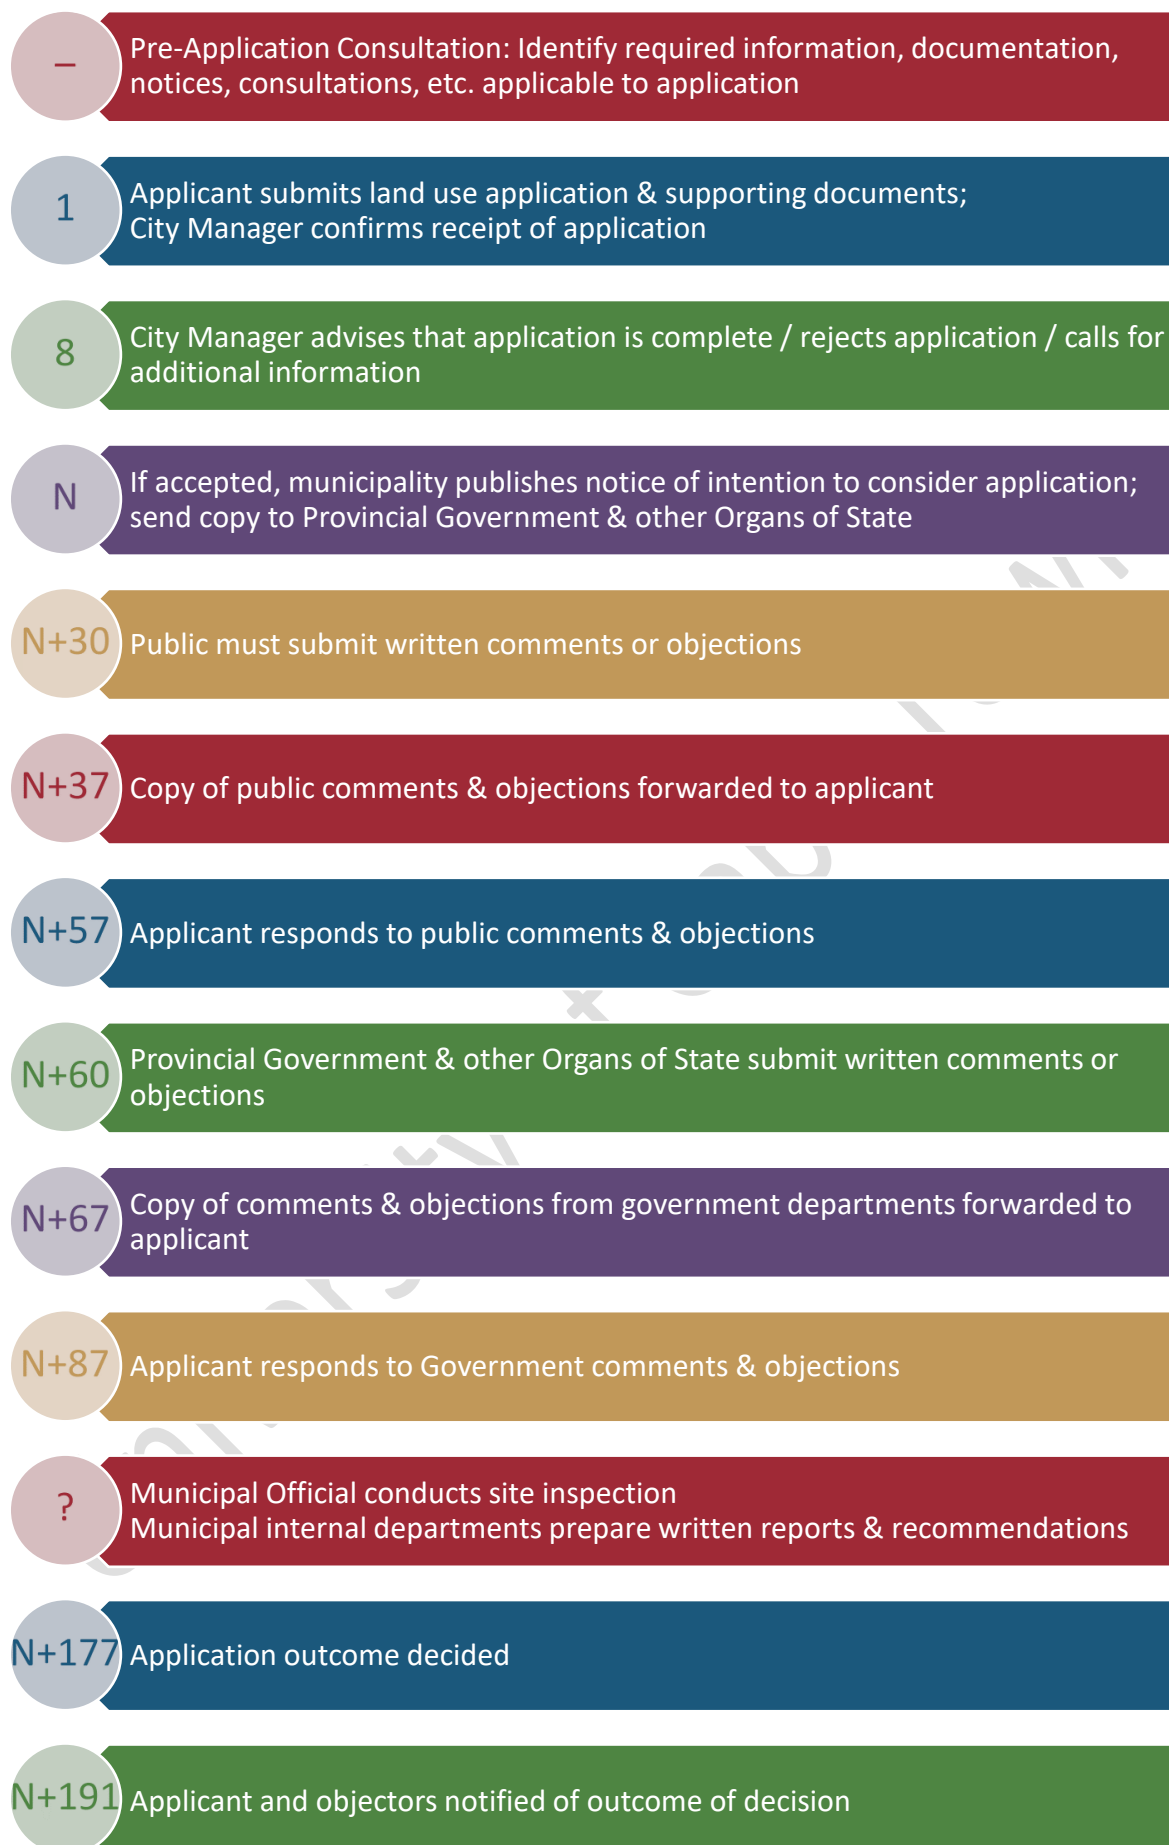 –
Pre-Application Consultation: Identify required information, documentation,
notices, consultations, etc. applicable to application
1
Applicant submits land use application & supporting documents;
City Manager confirms receipt of application
8
City Manager advises that application is complete / rejects application / calls for
additional information
N
If accepted, municipality publishes notice of intention to consider application;
send copy to Provincial Government & other Organs of State
N+30
Public must submit written comments or objections
N+37
Copy of public comments & objections forwarded to applicant
N+57
Applicant responds to public comments & objections
N+60
Provincial Government & other Organs of State submit written comments or
objections
N+67
Copy of comments & objections from government departments forwarded to
applicant
N+87
Applicant responds to Government comments & objections
?
Municipal Official conducts site inspection
Municipal internal departments prepare written reports & recommendations
N+177
Application outcome decided
N+191
Applicant and objectors notified of outcome of decision